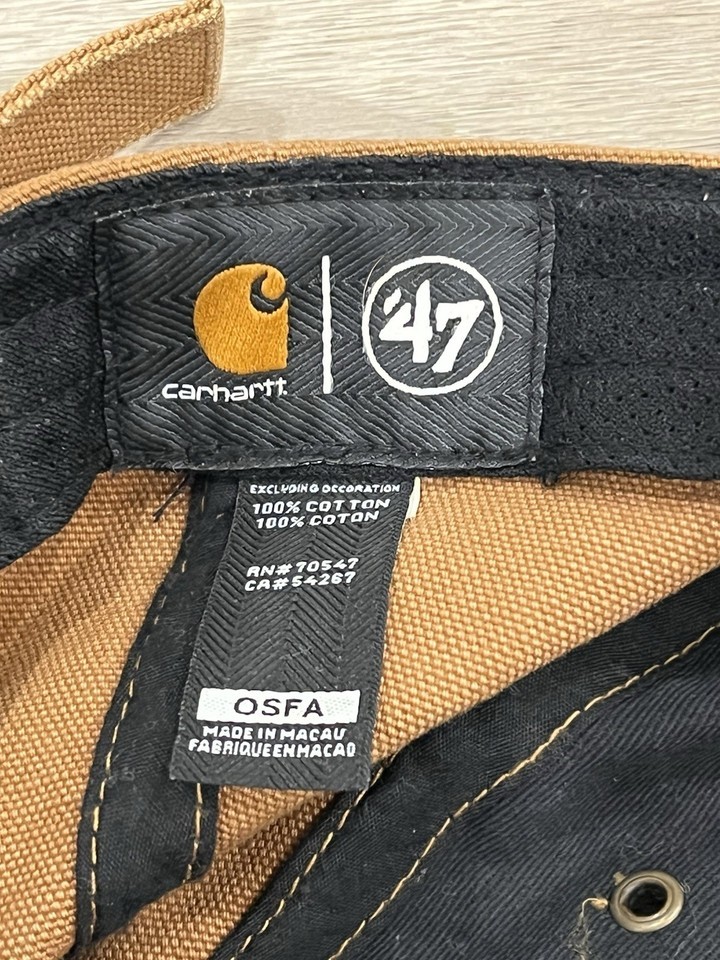 carhartt
'47
EXCLUDING DECORATION
100% COTTON
100% COTON
RN#70547
CA#54267
OSFA
MADE IN MACAU
FABRIQUEENMACAO